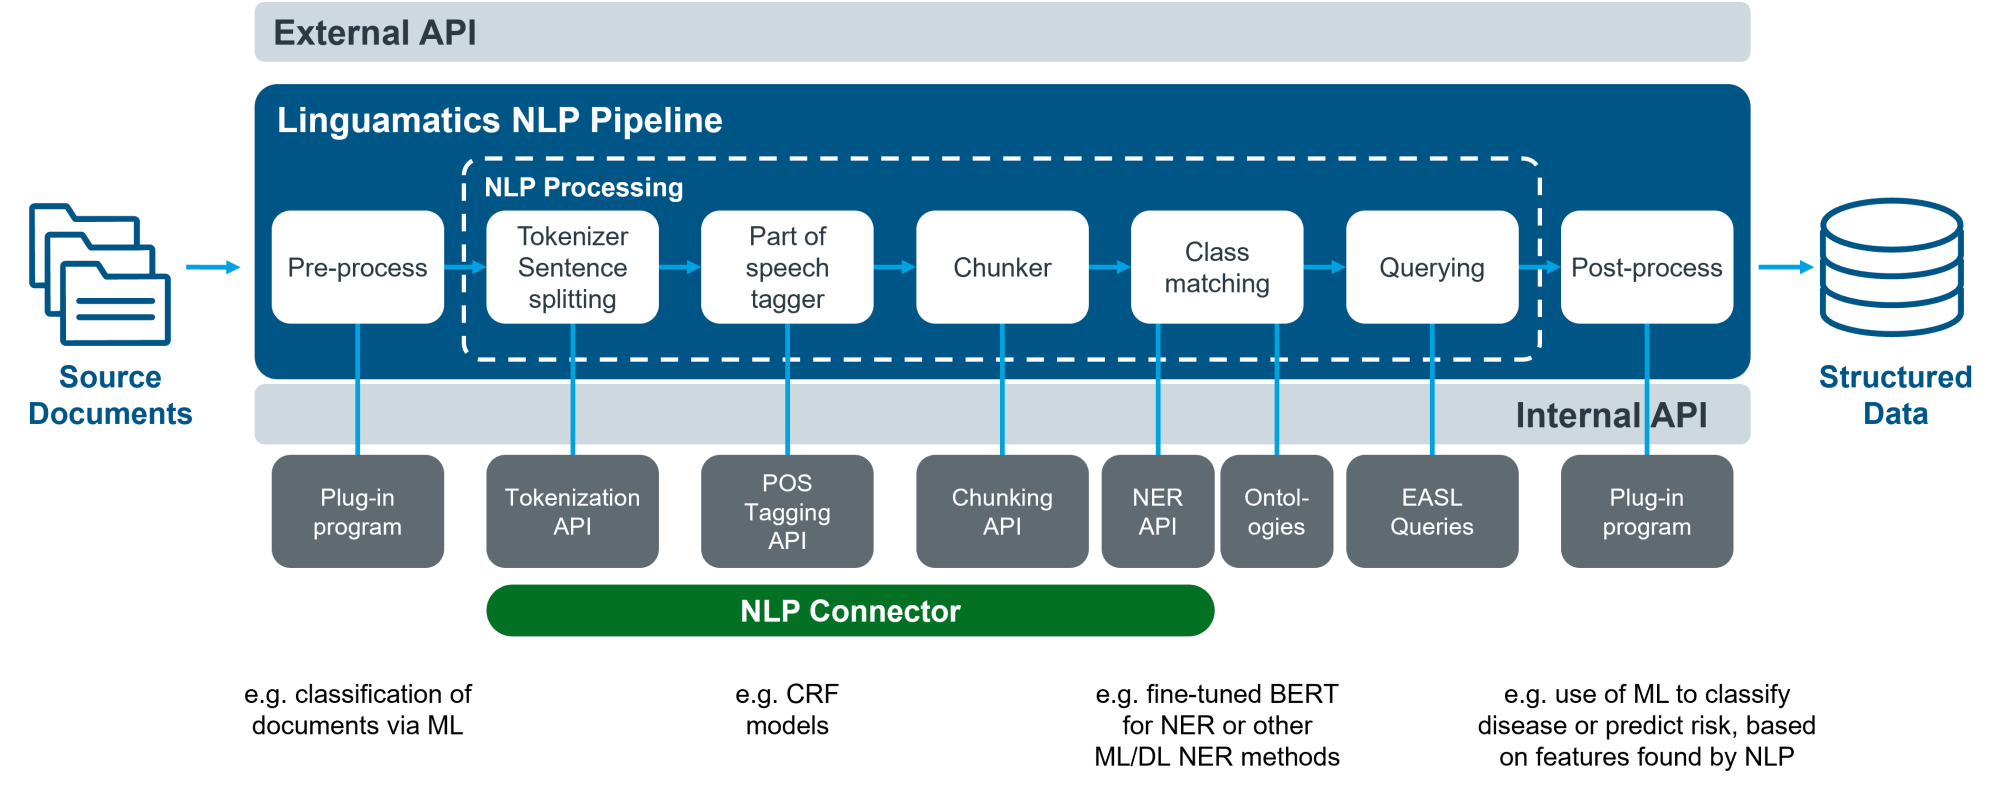 External API
Linguamatics NLP Pipeline
NLP Processing
Pre-process
Tokenizer
Sentence
splitting
Part of
speech
tagger
Chunker
Class
matching
Querying
Post-process
Source
Documents
Structured
Data
Internal API
Plug-in
program
Tokenization
API
POS
Tagging
API
Chunking
API
NER
API
Ontol-
ogies
EASL
Queries
Plug-in
program
NLP Connector
e.g. classification of
documents via ML
e.g. CRF
models
e.g. fine-tuned BERT
for NER or other
ML/DL NER methods
e.g. use of ML to classify
disease or predict risk, based
on features found by NLP